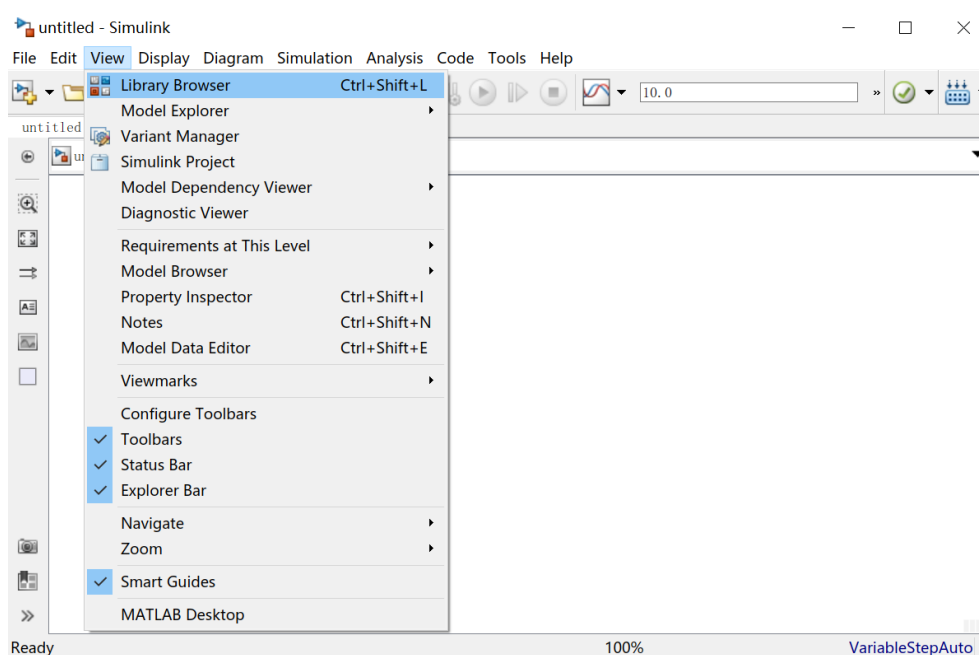 untitled - Simulink
File Edit View Display Diagram Simulation Analysis Code Tools Help
10.0 »
untitled
Library Browser Ctrl+Shift+L
Model Explorer
Variant Manager
Simulink Project
Model Dependency Viewer
Diagnostic Viewer
Requirements at This Level
Model Browser
Property Inspector Ctrl+Shift+I
Notes Ctrl+Shift+N
Model Data Editor Ctrl+Shift+E
Viewmarks
Configure Toolbars
Toolbars
Status Bar
Explorer Bar
Navigate
Zoom
Smart Guides
MATLAB Desktop
Ready 100% VariableStepAuto